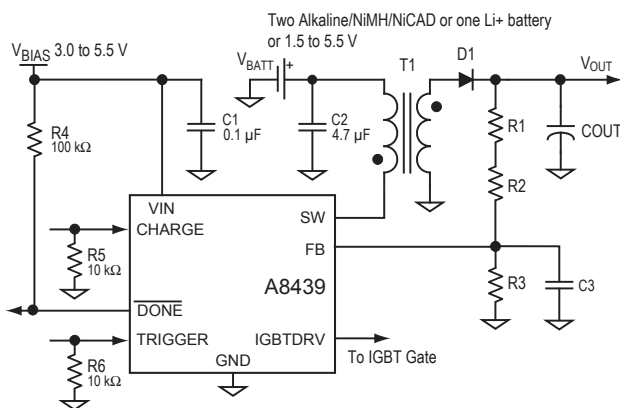 Two Alkaline/NiMH/NiCAD or one Li+ battery
or 1.5 to 5.5 V
VBIAS 3.0 to 5.5 V
VBATT
+
T1
D1
VOUT
R4
100 kΩ
C1
0.1 µF
C2
4.7 µF
R1
COUT
R2
VIN
SW
CHARGE
R5
10 kΩ
FB
A8439
R3
C3
DONE
TRIGGER
IGBTDRV
To IGBT Gate
R6
10 kΩ
GND